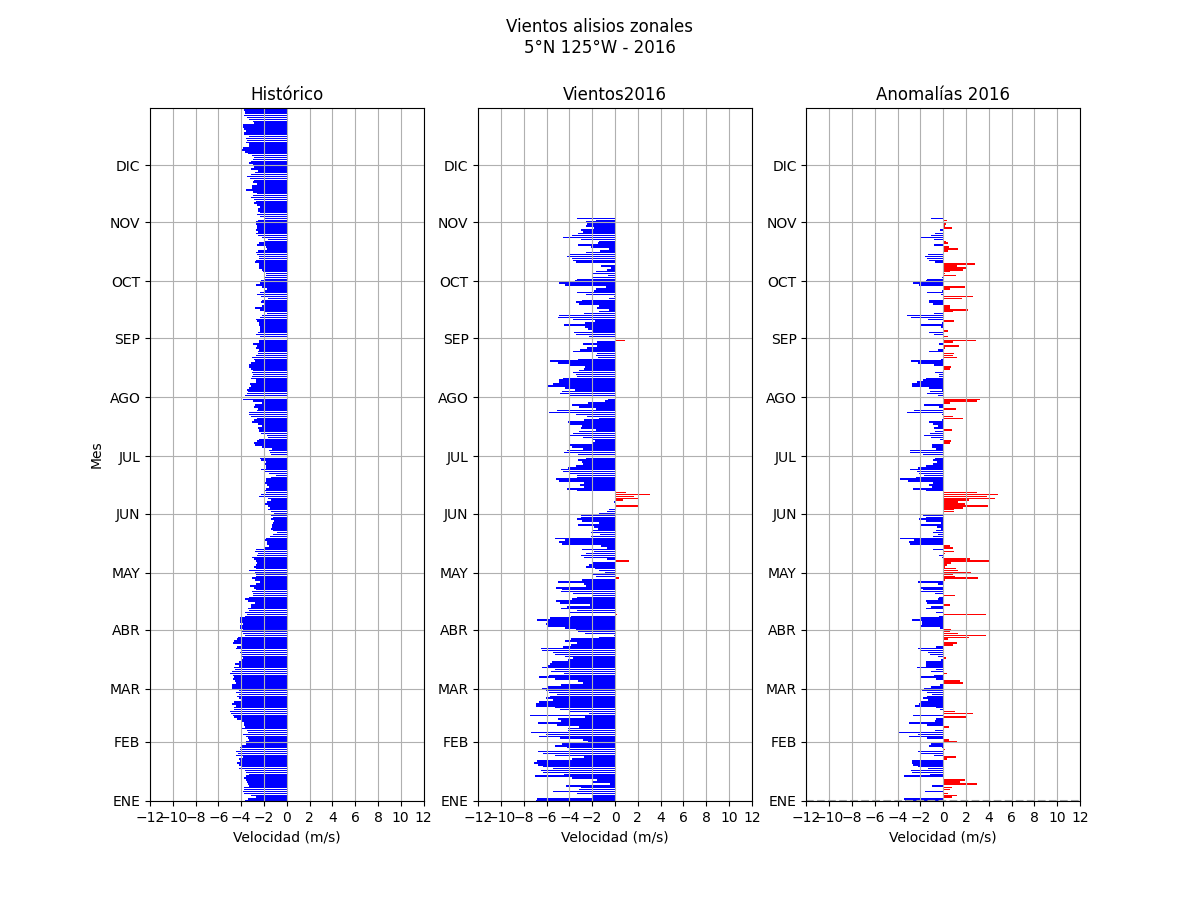 Vientos alisios zonales
5°N 125°W - 2016
Histórico
Vientos2016
Anomalías 2016
Mes
DIC
NOV
OCT
SEP
AGO
JUL
JUN
MAY
ABR
MAR
FEB
ENE
−12 −10 −8 −6 −4 −2 0 2 4 6 8 10 12
Velocidad (m/s)
DIC
NOV
OCT
SEP
AGO
JUL
JUN
MAY
ABR
MAR
FEB
ENE
−12 −10 −8 −6 −4 −2 0 2 4 6 8 10 12
Velocidad (m/s)
DIC
NOV
OCT
SEP
AGO
JUL
JUN
MAY
ABR
MAR
FEB
ENE
−12 −10 −8 −6 −4 −2 0 2 4 6 8 10 12
Velocidad (m/s)